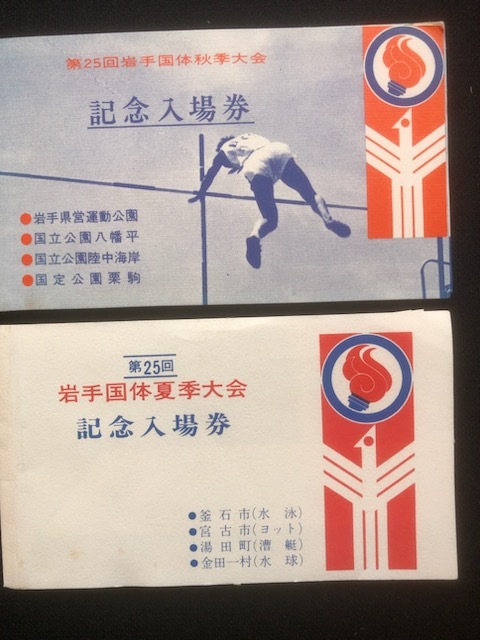 第25回岩手国体秋季大会
記念入場券
●岩手県営運動公園
●国立公園八幡平
●国立公園陸中海岸
●国定公園栗駒
第25回
岩手国体夏季大会
記念入場券
●釜石市(水泳)
●宮古市(ヨット)
●湯田町(漕艇)
●金田一村(水球)